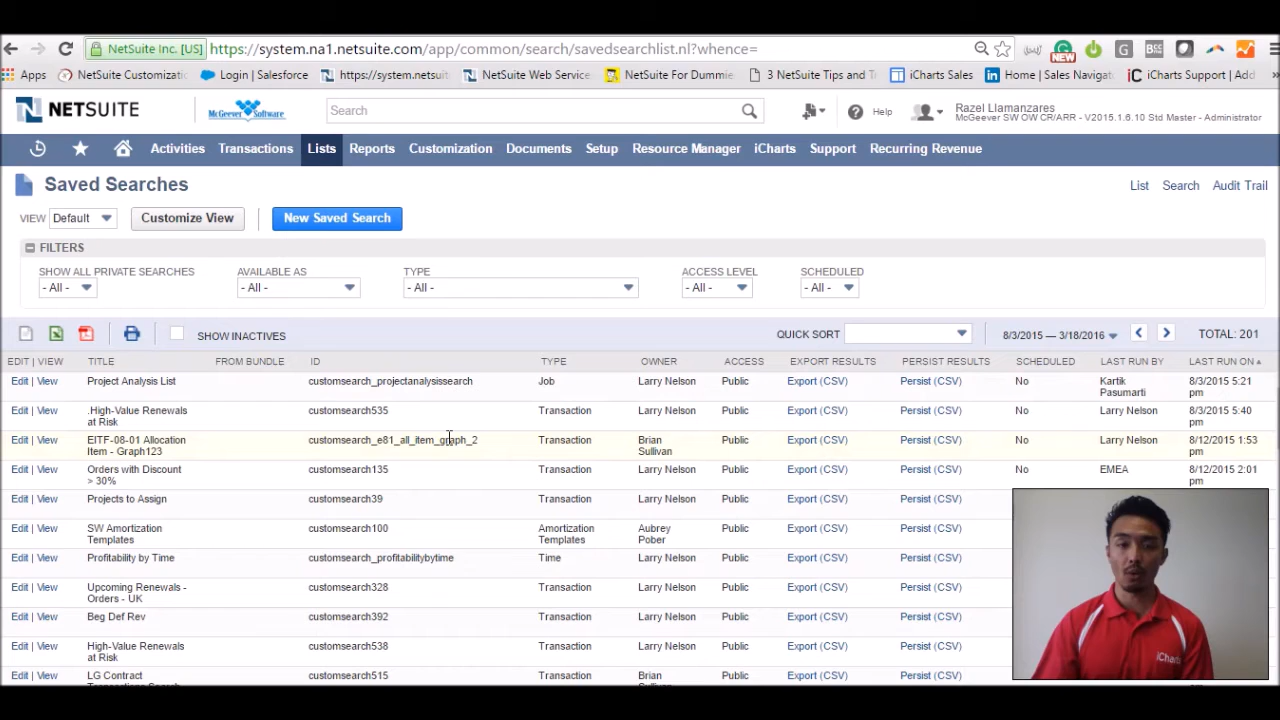 NetSuite Inc. [US] https://system.na1.netsuite.com/app/common/search/savedsearchlist.nl?whence= NEW G BSS
Apps NetSuite Customizatio Login | Salesforce https://system.netsui NetSuite Web Service NetSuite For Dummie 3 NetSuite Tips and T iCharts Sales Home | Sales Navigat iCharts Support | Add
NETSUITE McGeever Software Search Help Razel Llamanzares
McGeever SW OW CR/ARR - V2015.1.6.10 Std Master - Administrator
Activities Transactions Lists Reports Customization Documents Setup Resource Manager iCharts Support Recurring Revenue
Saved Searches List Search Audit Trail
VIEW Default Customize View New Saved Search
FILTERS
SHOW ALL PRIVATE SEARCHES AVAILABLE AS TYPE ACCESS LEVEL SCHEDULED
- All - - All - - All - - All - - All -
SHOW INACTIVES QUICK SORT 8/3/2015 — 3/18/2016 TOTAL: 201
EDIT | VIEW TITLE FROM BUNDLE ID TYPE OWNER ACCESS EXPORT RESULTS PERSIST RESULTS SCHEDULED LAST RUN BY LAST RUN ON
Edit | View Project Analysis List customsearch_projectanalysissearch Job Larry Nelson Public Export (CSV) Persist (CSV) No Kartik Pasumarti 8/3/2015 5:21 pm
Edit | View .High-Value Renewals at Risk customsearch535 Transaction Larry Nelson Public Export (CSV) Persist (CSV) No Larry Nelson 8/3/2015 5:40 pm
Edit | View EITF-08-01 Allocation Item - Graph123 customsearch_e81_all_item_graph_2 Transaction Brian Sullivan Public Export (CSV) Persist (CSV) No Larry Nelson 8/12/2015 1:53 pm
Edit | View Orders with Discount > 30% customsearch135 Transaction Larry Nelson Public Export (CSV) Persist (CSV) No EMEA 8/12/2015 2:01 pm
Edit | View Projects to Assign customsearch39 Transaction Larry Nelson Public Export (CSV) Persist (CSV)
Edit | View SW Amortization Templates customsearch100 Amortization Templates Aubrey Pober Public Export (CSV) Persist (CSV)
Edit | View Profitability by Time customsearch_profitabilitybytime Time Larry Nelson Public Export (CSV) Persist (CSV)
Edit | View Upcoming Renewals - Orders - UK customsearch328 Transaction Larry Nelson Public Export (CSV) Persist (CSV)
Edit | View Beg Def Rev customsearch392 Transaction Larry Nelson Public Export (CSV) Persist (CSV)
Edit | View High-Value Renewals at Risk customsearch538 Transaction Larry Nelson Public Export (CSV) Persist (CSV)
Edit | View LG Contract customsearch515 Transaction Brian Public Export (CSV) Persist (CSV)
iCharts